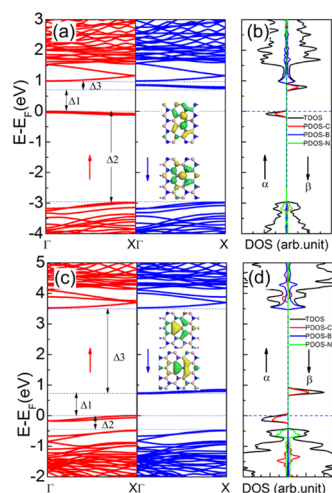 (a)
(b)
E-E_F(eV)
3
2
1
0
-1
-2
-3
-4
Δ3
Δ1
Δ2
TDOS
PDOS-C
PDOS-B
PDOS-N
α
β
Γ
XΓ
X
DOS (arb.unit)
(c)
(d)
E-E_F(eV)
5
4
3
2
1
0
-1
-2
Δ3
Δ1
Δ2
TDOS
PDOS-C
PDOS-B
PDOS-N
α
β
Γ
XΓ
X
DOS (arb.unit)